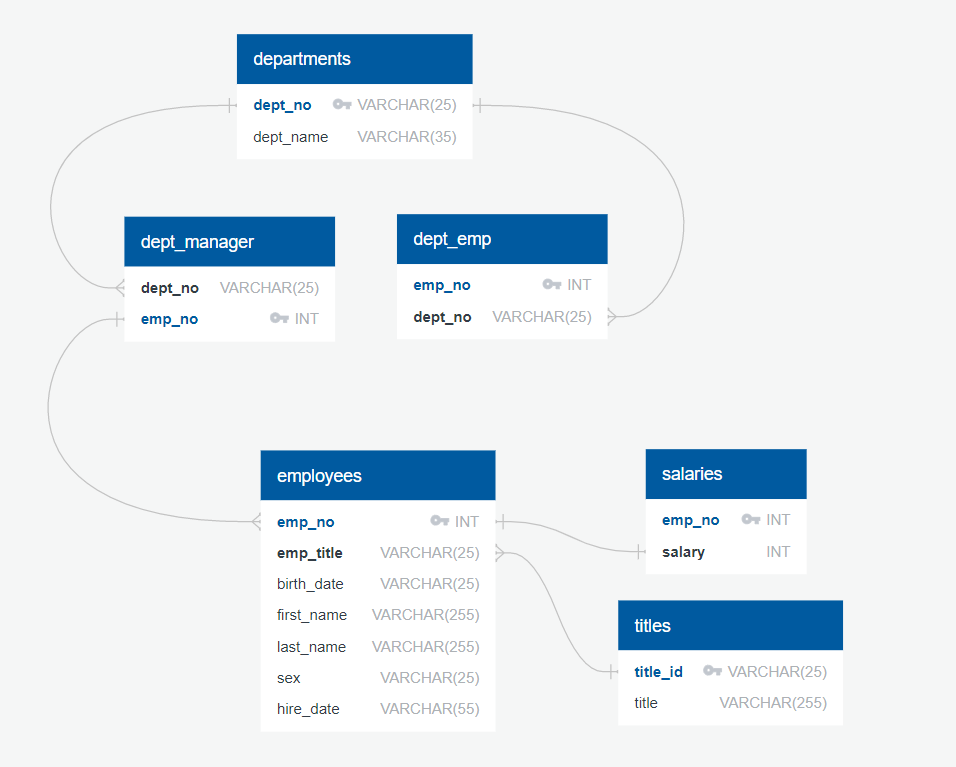 departments
dept_no VARCHAR(25)
dept_name VARCHAR(35)
dept_manager
dept_no VARCHAR(25)
emp_no INT
dept_emp
emp_no INT
dept_no VARCHAR(25)
employees
emp_no INT
emp_title VARCHAR(25)
birth_date VARCHAR(25)
first_name VARCHAR(255)
last_name VARCHAR(255)
sex VARCHAR(25)
hire_date VARCHAR(55)
salaries
emp_no INT
salary INT
titles
title_id VARCHAR(25)
title VARCHAR(255)